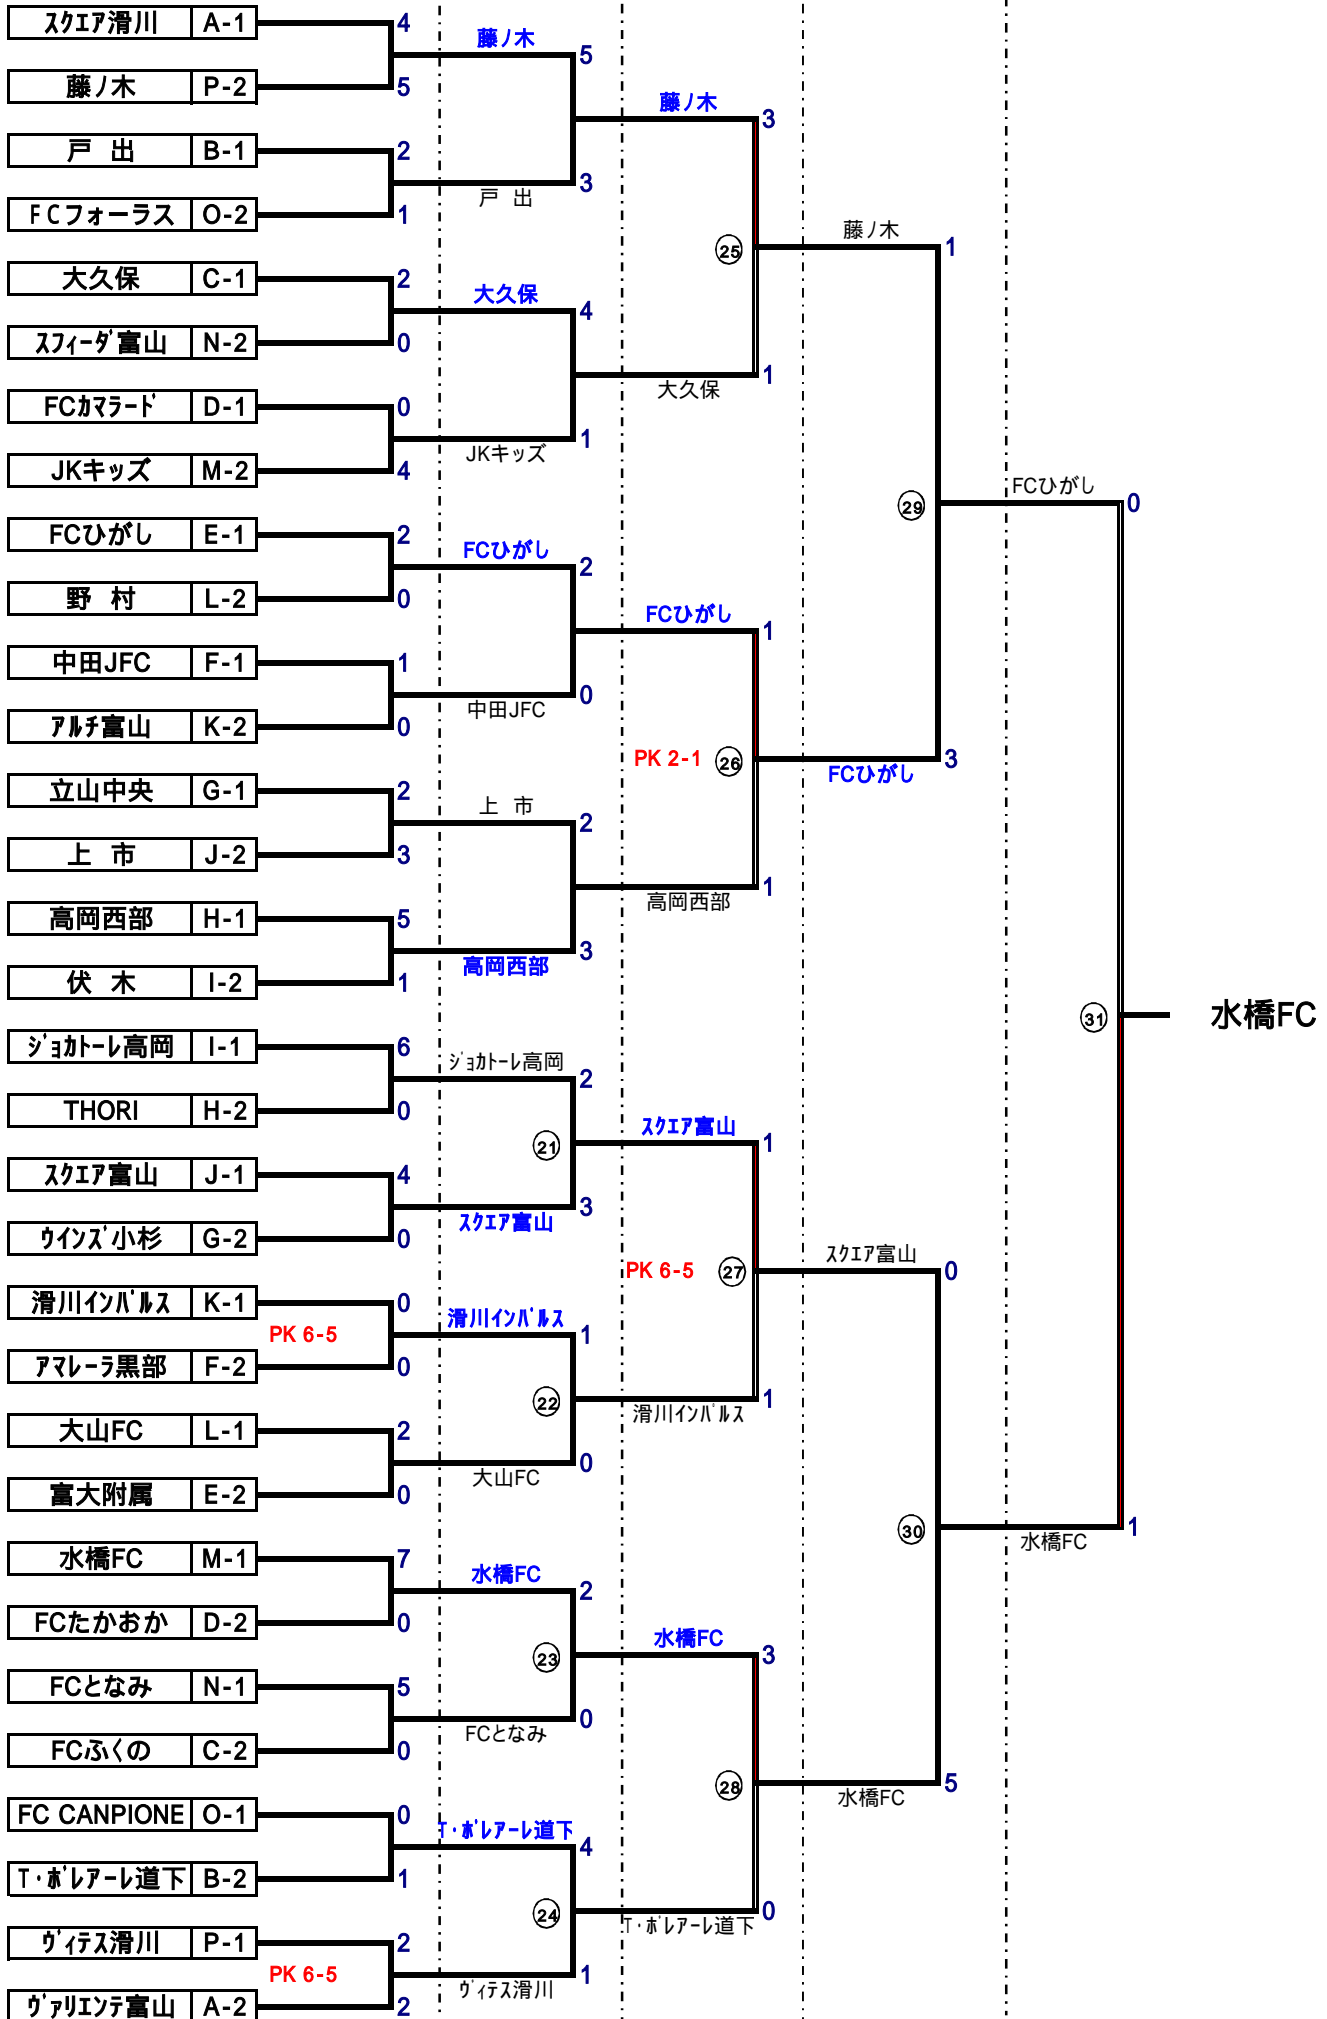 ｽｸｴｱ滑川 A-1 4
藤ノ木 5
藤ノ木 P-2 5
藤ノ木 3
戸 出 B-1 2
3
戸 出
FCフォーラス O-2 1
藤ノ木 1
25
大久保 C-1 2
大久保 4
ｽﾌｨｰﾀﾞ富山 N-2 0
1
大久保
FCｶﾏﾗｰﾄﾞ D-1 0
1
JKキッズ
JKキッズ M-2 4
FCひがし 0
29
FCひがし E-1 2
FCひがし 2
野 村 L-2 0
FCひがし 1
中田JFC F-1 1
0
中田JFC
ｱﾙﾁ富山 K-2 0
PK 2-1 26 3
FCひがし
立山中央 G-1 2
上 市 2
上 市 J-2 3
1
高岡西部
高岡西部 H-1 5
3
高岡西部
伏 木 I-2 1
31 水橋FC
ｼﾞｮｶﾄｰﾚ高岡 I-1 6
ｼﾞｮｶﾄｰﾚ高岡 2
THORI H-2 0
ｽｸｴｱ富山 1
21
ｽｸｴｱ富山 J-1 4
3
ｽｸｴｱ富山
ｳｲﾝｽﾞ小杉 G-2 0
ｽｸｴｱ富山 0
PK 6-5 27
滑川ｲﾝﾊﾟﾙｽ K-1 0
PK 6-5 滑川ｲﾝﾊﾟﾙｽ 1
ｱﾏﾚｰﾗ黒部 F-2 0
22 1
滑川ｲﾝﾊﾟﾙｽ
大山FC L-1 2
0
大山FC
富大附属 E-2 0
30 1
水橋FC
水橋FC M-1 7
水橋FC 2
FCたかおか D-2 0
水橋FC 3
23
FCとなみ N-1 5
0
FCとなみ
FCふくの C-2 0
28 5
水橋FC
FC CANPIONE O-1 0
T・ﾎﾞﾚｱｰﾚ道下 4
T・ﾎﾞﾚｱｰﾚ道下 B-2 1
24 0
T・ﾎﾞﾚｱｰﾚ道下
ｳﾞｨﾃｽ滑川 P-1 2
PK 6-5 1
ｳﾞｨﾃｽ滑川
ｳﾞｧﾘｴﾝﾃ富山 A-2 2